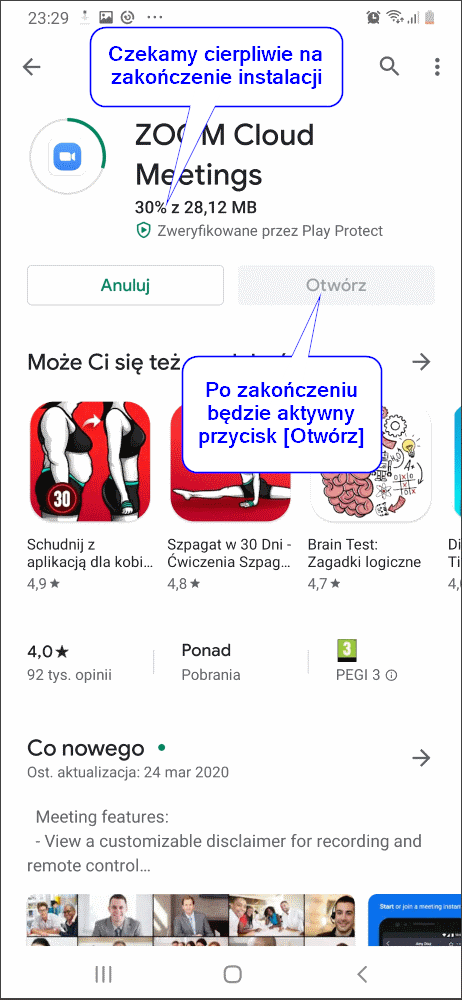 23:29
Czekamy cierpliwie na
zakończenie instalacji
ZOOM Cloud
Meetings
30% z 28,12 MB
Zweryfikowane przez Play Protect
Anuluj
Otwórz
Może Ci się też
Po zakończeniu
będzie aktywny
przycisk [Otwórz]
30
Schudnij z
aplikacją dla kobi...
4,9★
Szpagat w 30 Dni -
Ćwiczenia Szpag...
4,8★
Brain Test:
Zagadki logiczne
4,7★
Di
Ti
4,
4,0★
92 tys. opinii
Ponad
Pobrania
3
PEGI 3
Co nowego
Ost. aktualizacja: 24 mar 2020
Meeting features:
- View a customizable disclaimer for recording and
remote control...
Start or join a meeting instan